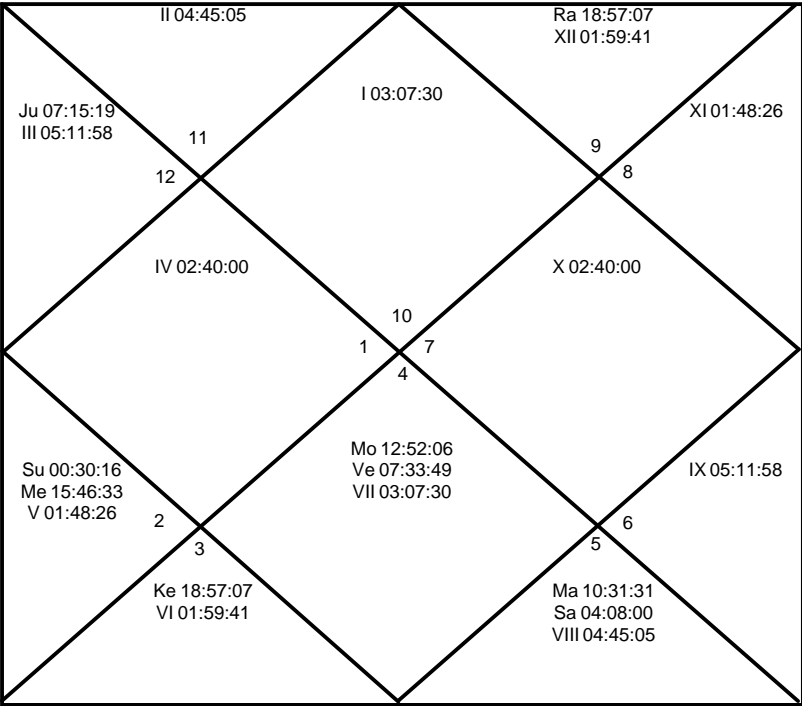 II 04:45:05
Ra 18:57:07
XII 01:59:41
I 03:07:30
Ju 07:15:19
III 05:11:58
XI 01:48:26
11
9
12
8
IV 02:40:00
X 02:40:00
10
1
7
4
Mo 12:52:06
Ve 07:33:49
VII 03:07:30
Su 00:30:16
Me 15:46:33
V 01:48:26
IX 05:11:58
2
6
3
5
Ke 18:57:07
VI 01:59:41
Ma 10:31:31
Sa 04:08:00
VIII 04:45:05